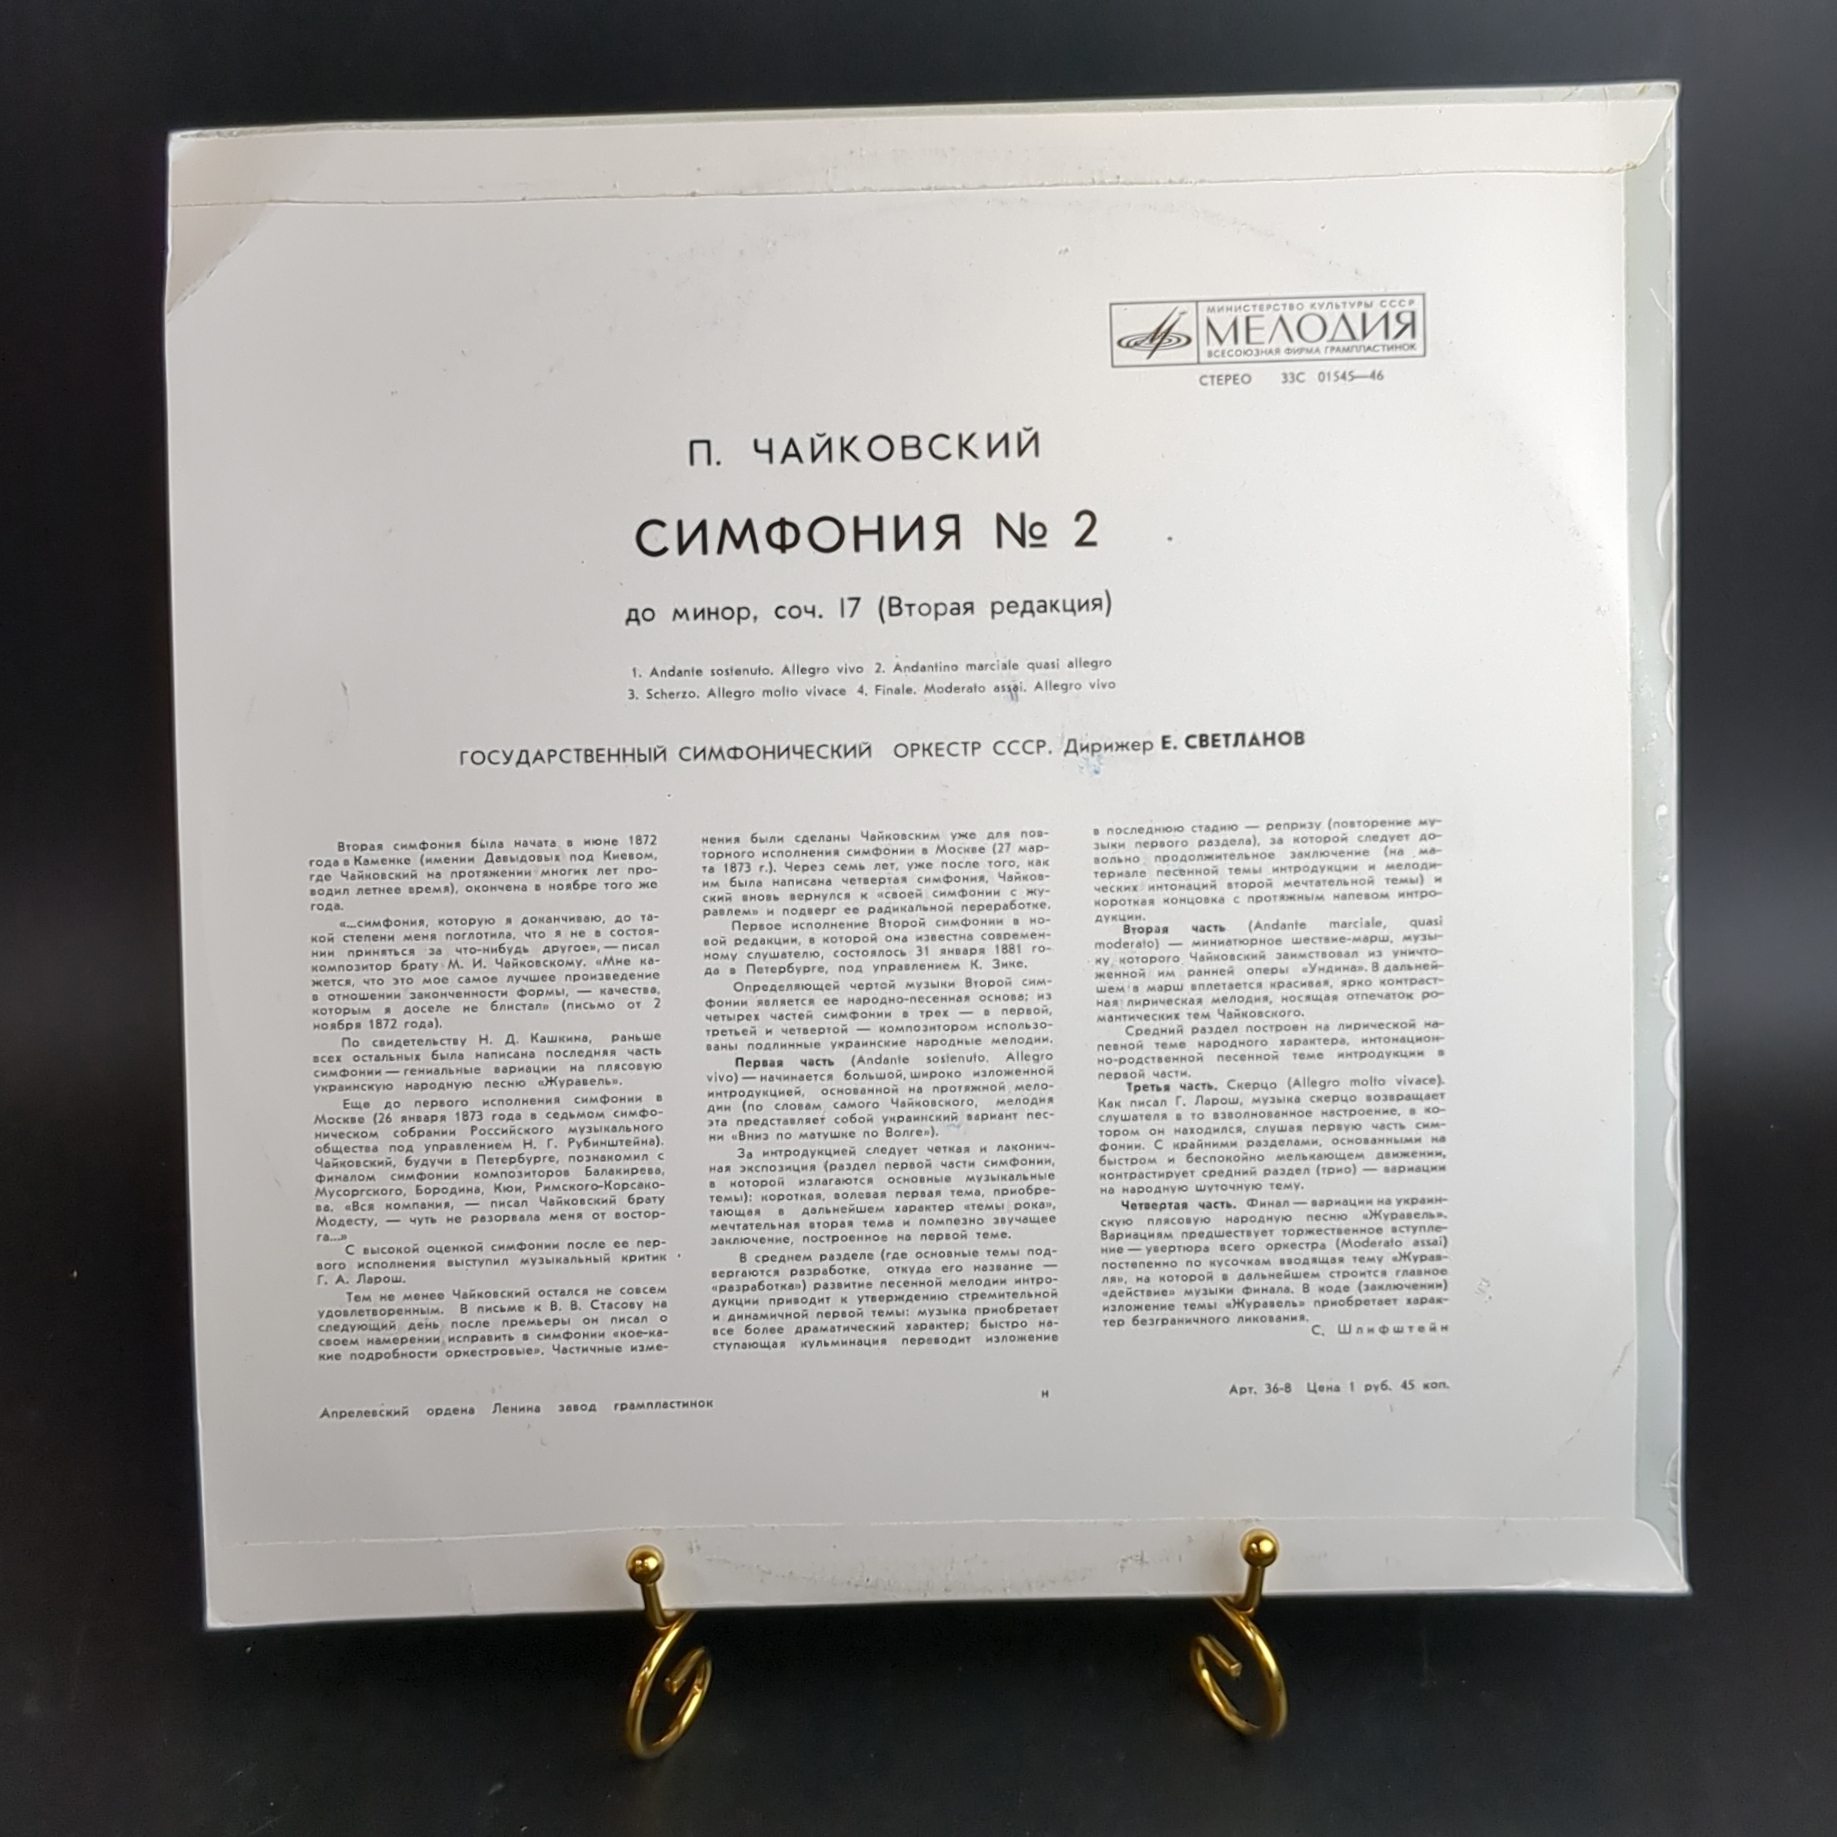 МИНИСТЕРСТВО КУЛЬТУРЫ СССР
МЕЛОДИЯ
ВСЕСОЮЗНАЯ ФИРМА ГРАМПЛАСТИНОК
СТЕРЕО 33С 01545—46
П. ЧАЙКОВСКИЙ
СИМФОНИЯ № 2
до минор, соч. 17 (Вторая редакция)
1. Andante sostenuto. Allegro vivo 2. Andantino marciale quasi allegro
3. Scherzo. Allegro molto vivace 4. Finale. Moderato assai. Allegro vivo
ГОСУДАРСТВЕННЫЙ СИМФОНИЧЕСКИЙ ОРКЕСТР СССР. Дирижер Е. СВЕТЛАНОВ
Вторая симфония была начата в июне 1872
года в Каменке (имении Давыдовых под Киевом,
где Чайковский на протяжении многих лет про-
водил летнее время), окончена в ноябре того же
года.
«...симфония, которую я доканчиваю, до та-
кой степени меня поглотила, что я не в состоя-
нии приняться за что-нибудь другое», — писал
композитор брату М. И. Чайковскому. «Мне ка-
жется, что это мое самое лучшее произведение
в отношении законченности формы, — качества,
которым я доселе не блистал» (письмо от 2
ноября 1872 года).
По свидетельству Н. Д. Кашкина, раньше
всех остальных была написана последняя часть
симфонии — гениальные вариации на плясовую
украинскую народную песню «Журавель».
Еще до первого исполнения симфонии в
Москве (26 января 1873 года в седьмом симфо-
ническом собрании Российского музыкального
общества под управлением Н. Г. Рубинштейна).
Чайковский, будучи в Петербурге, познакомил с
финалом симфонии композиторов Балакирева,
Мусоргского, Бородина, Кюи, Римского-Корсако-
ва. «Вся компания, — писал Чайковский брату
Модесту, — чуть не разорвала меня от востор-
га...»
С высокой оценкой симфонии после ее пер-
вого исполнения выступил музыкальный критик
Г. А. Ларош.
Тем не менее Чайковский остался не совсем
удовлетворенным. В письме к В. В. Стасову на
следующий день после премьеры он писал о
своем намерении исправить в симфонии «кое-ка-
кие подробности оркестровые». Частичные изме-
нения были сделаны Чайковским уже для пов-
торного исполнения симфонии в Москве (27 мар-
та 1873 г.). Через семь лет, уже после того, как
им была написана четвертая симфония, Чайков-
ский вновь вернулся к «своей симфонии с жу-
равлем» и подверг ее радикальной переработке.
Первое исполнение Второй симфонии в но-
вой редакции, в которой она известна современ-
ному слушателю, состоялось 31 января 1881 го-
да в Петербурге, под управлением К. Зике.
Определяющей чертой музыки Второй сим-
фонии является ее народно-песенная основа; из
четырех частей симфонии в трех — в первой,
третьей и четвертой — композитором использо-
ваны подлинные украинские народные мелодии.
Первая часть (Andante sostenuto. Allegro
vivo) — начинается большой, широко изложенной
интродукцией, основанной на протяжной мело-
дии (по словам самого Чайковского, мелодия
эта представляет собой украинский вариант пес-
ни «Вниз по матушке по Волге»).
За интродукцией следует четкая и лаконич-
ная экспозиция (раздел первой части симфонии,
в которой излагаются основные музыкальные
темы): короткая, волевая первая тема, приобре-
тающая в дальнейшем характер «темы рока»,
мечтательная вторая тема и помпезно звучащее
заключение, построенное на первой теме.
В среднем разделе (где основные темы под-
вергаются разработке, откуда его название —
«разработка») развитие песенной мелодии интро-
дукции приводит к утверждению стремительной
и динамичной первой темы: музыка приобретает
все более драматический характер; быстро на-
ступающая кульминация переводит изложение
в последнюю стадию — репризу (повторение му-
зыки первого раздела), за которой следует до-
вольно продолжительное заключение (на ма-
териале песенной темы интродукции и мелоди-
ческих интонаций второй мечтательной темы) и
короткая концовка с протяжным напевом интро-
дукции.
Вторая часть (Andante marciale, quasi
moderato) — миниатюрное шествие-марш, музы-
ку которого Чайковский заимствовал из уничто-
женной им ранней оперы «Ундина». В дальней-
шем в марш вплетается красивая, ярко контраст-
ная лирическая мелодия, носящая отпечаток ро-
мантических тем Чайковского.
Средний раздел построен на лирической на-
певной теме народного характера, интонацион-
но-родственной песенной теме интродукции в
первой части.
Третья часть. Скерцо (Allegro molto vivace).
Как писал Г. Ларош, музыка скерцо возвращает
слушателя в то взволнованное настроение, в ко-
тором он находился, слушая первую часть сим-
фонии. С крайними разделами, основанными на
быстром и беспокойно мелькающем движении,
контрастирует средний раздел (трио) — вариации
на народную шуточную тему.
Четвертая часть. Финал — вариации на украин-
скую плясовую народную песню «Журавель».
Вариациям предшествует торжественное вступле-
ние — увертюра всего оркестра (Moderato assai)
постепенно по кусочкам вводящая тему «Журав-
ля», на которой в дальнейшем строится главное
«действие» музыки финала. В коде (заключении)
изложение темы «Журавель» приобретает харак-
тер безграничного ликования.
С. Шлифштейн
Апрелевский ордена Ленина завод грампластинок
н
Арт. 36-8 Цена 1 руб. 45 коп.